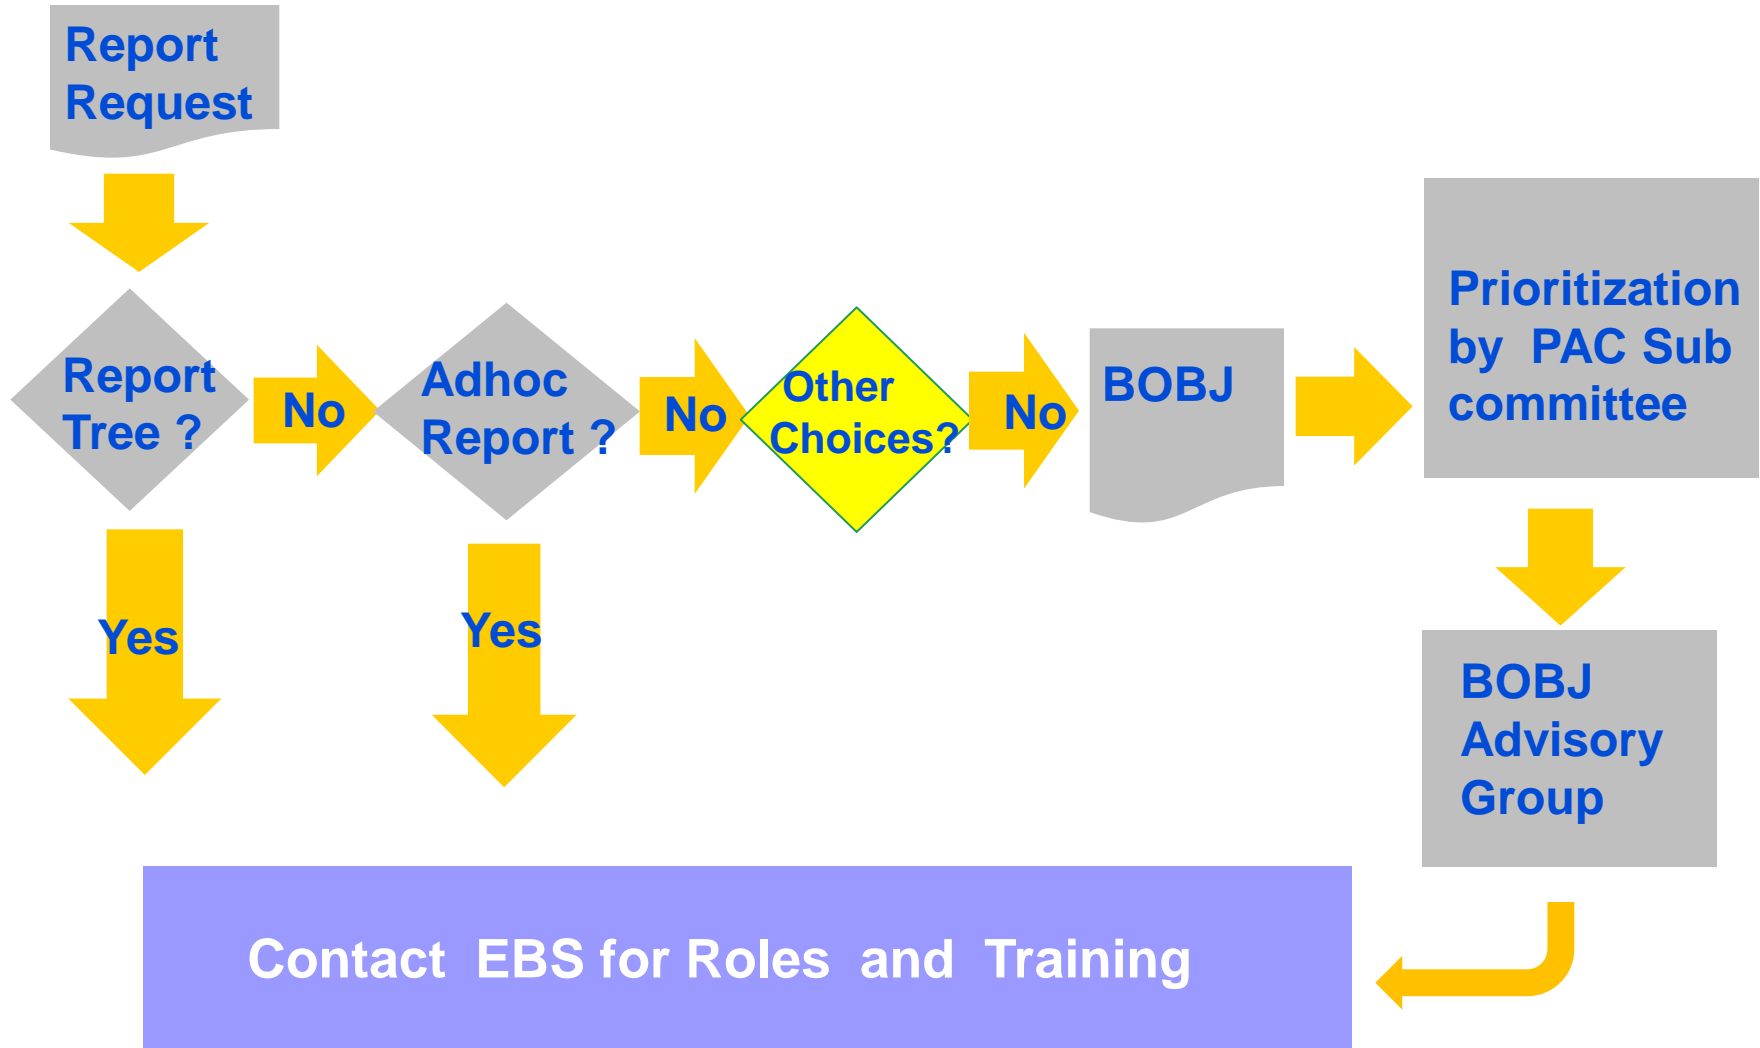 Report
Request
Report
Tree ?
No
Adhoc
Report ?
No
Other
Choices?
No
BOBJ
Prioritization
by PAC Sub
committee
Yes
Yes
BOBJ
Advisory
Group
Contact EBS for Roles and Training